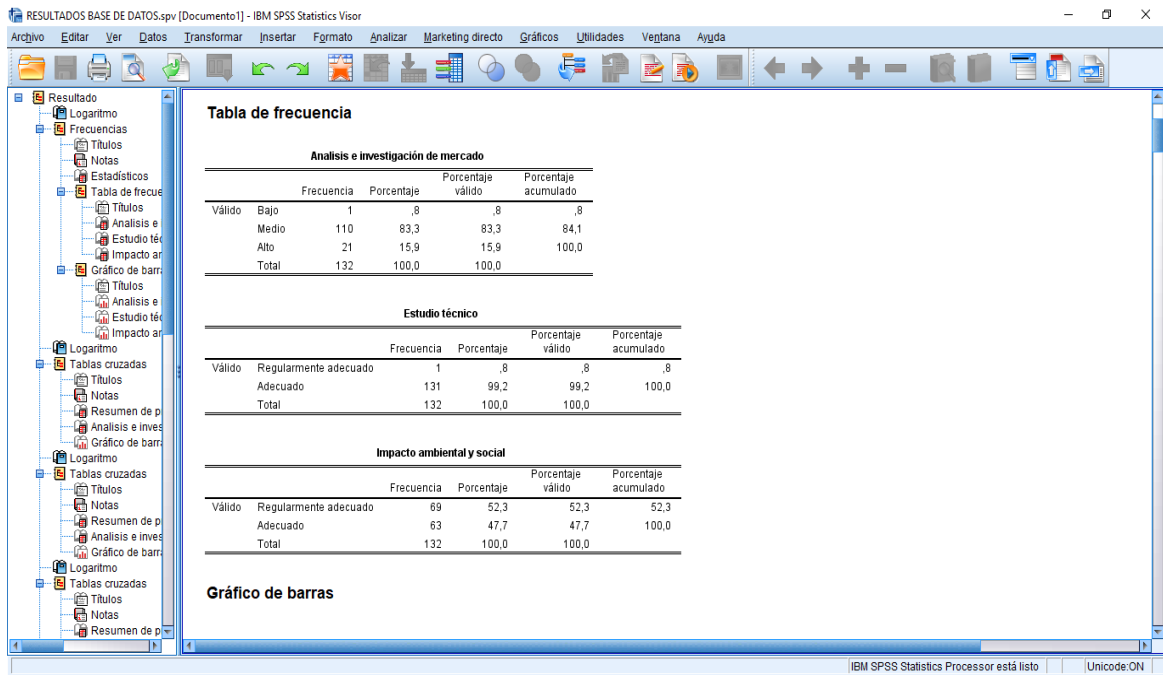 RESULTADOS BASE DE DATOS.spv [Documento1] - IBM SPSS Statistics Visor
Archivo Editar Ver Datos Transformar Insertar Formato Analizar Marketing directo Gráficos Utilidades Ventana Ayuda
Resultado
Logaritmo
Frecuencias
Títulos
Notas
Estadísticos
Tabla de frecue
Títulos
Analisis e
Estudio téc
Impacto ar
Gráfico de barra
Títulos
Analisis e
Estudio téc
Impacto ar
Logaritmo
Tablas cruzadas
Títulos
Notas
Resumen de p
Analisis e inves
Gráfico de barra
Logaritmo
Tablas cruzadas
Títulos
Notas
Resumen de p
Analisis e inves
Gráfico de barra
Logaritmo
Tablas cruzadas
Títulos
Notas
Resumen de p
Tabla de frecuencia
Analisis e investigación de mercado
Frecuencia Porcentaje Porcentaje válido Porcentaje acumulado
Válido Bajo 1 ,8 ,8 ,8
Medio 110 83,3 83,3 84,1
Alto 21 15,9 15,9 100,0
Total 132 100,0 100,0
Estudio técnico
Frecuencia Porcentaje Porcentaje válido Porcentaje acumulado
Válido Regularmente adecuado 1 ,8 ,8 ,8
Adecuado 131 99,2 99,2 100,0
Total 132 100,0 100,0
Impacto ambiental y social
Frecuencia Porcentaje Porcentaje válido Porcentaje acumulado
Válido Regularmente adecuado 69 52,3 52,3 52,3
Adecuado 63 47,7 47,7 100,0
Total 132 100,0 100,0
Gráfico de barras
IBM SPSS Statistics Processor está listo Unicode:ON